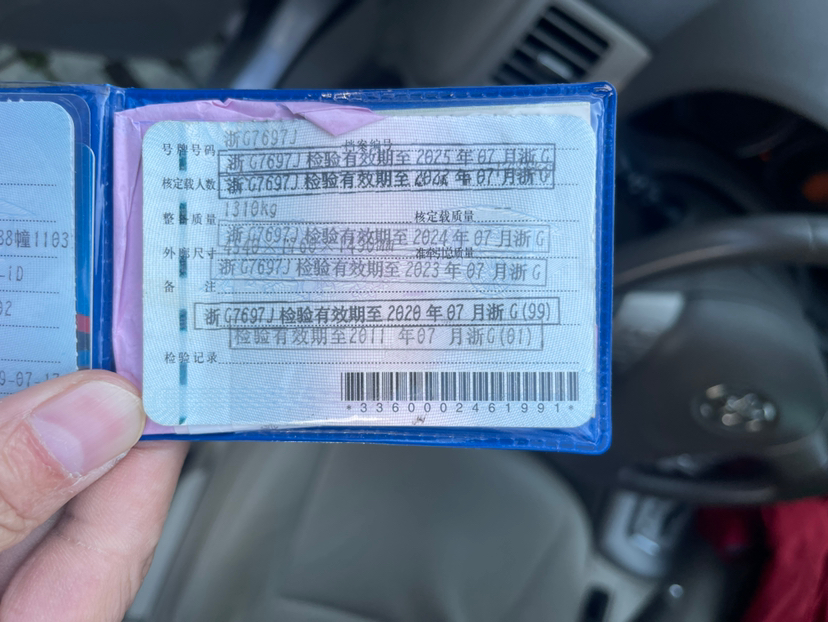 号牌号码 浙G7697J 档案编号
浙G7697J检验有效期至2025年07月浙G
核定载人数 浙G7697J检验有效期至 年07月浙G
整备质量 1310kg 核定载质量 --
浙G7697J检验有效期至2024年07月浙G
外廓尺寸 准牵引总质量
浙G7697J检验有效期至2023年07月浙G
备 注
浙G7697J检验有效期至2020年07月浙G(99)
检验有效期至2011年07月浙G(01)
检验记录
*3360002461991*
88幢1103